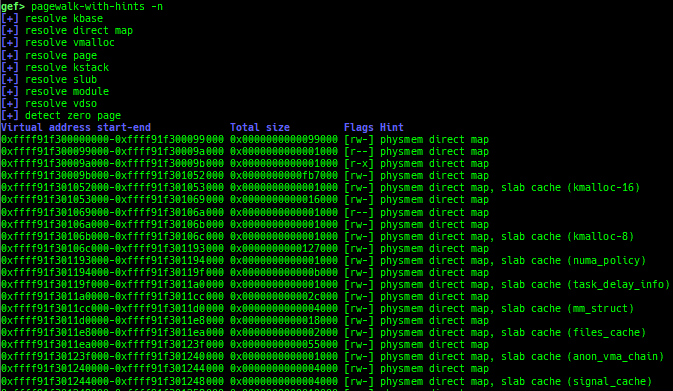 gef> pagewalk-with-hints -n
[+] resolve kbase
[+] resolve direct map
[+] resolve vmalloc
[+] resolve page
[+] resolve kstack
[+] resolve slub
[+] resolve module
[+] resolve vdso
[+] detect zero page
Virtual address start-end Total size Flags Hint
0xffff91f300000000-0xffff91f300099000 0x0000000000099000 [rw-] physmem direct map
0xffff91f300099000-0xffff91f30009a000 0x0000000000001000 [r--] physmem direct map
0xffff91f30009a000-0xffff91f30009b000 0x0000000000001000 [r-x] physmem direct map
0xffff91f30009b000-0xffff91f301052000 0x0000000000fb7000 [rw-] physmem direct map
0xffff91f301052000-0xffff91f301053000 0x0000000000001000 [rw-] physmem direct map, slab cache (kmalloc-16)
0xffff91f301053000-0xffff91f301069000 0x0000000000016000 [rw-] physmem direct map
0xffff91f301069000-0xffff91f30106a000 0x0000000000001000 [r--] physmem direct map
0xffff91f30106a000-0xffff91f30106b000 0x0000000000001000 [rw-] physmem direct map
0xffff91f30106b000-0xffff91f30106c000 0x0000000000001000 [rw-] physmem direct map, slab cache (kmalloc-8)
0xffff91f30106c000-0xffff91f301193000 0x0000000000127000 [rw-] physmem direct map
0xffff91f301193000-0xffff91f301194000 0x0000000000001000 [rw-] physmem direct map, slab cache (numa_policy)
0xffff91f301194000-0xffff91f30119f000 0x000000000000b000 [rw-] physmem direct map
0xffff91f30119f000-0xffff91f3011a0000 0x0000000000001000 [rw-] physmem direct map, slab cache (task_delay_info)
0xffff91f3011a0000-0xffff91f3011cc000 0x000000000002c000 [rw-] physmem direct map
0xffff91f3011cc000-0xffff91f3011d0000 0x0000000000004000 [rw-] physmem direct map, slab cache (mm_struct)
0xffff91f3011d0000-0xffff91f3011e8000 0x0000000000018000 [rw-] physmem direct map
0xffff91f3011e8000-0xffff91f3011ea000 0x0000000000002000 [rw-] physmem direct map, slab cache (files_cache)
0xffff91f3011ea000-0xffff91f30123f000 0x0000000000055000 [rw-] physmem direct map
0xffff91f30123f000-0xffff91f301240000 0x0000000000001000 [rw-] physmem direct map, slab cache (anon_vma_chain)
0xffff91f301240000-0xffff91f301244000 0x0000000000004000 [rw-] physmem direct map
0xffff91f301244000-0xffff91f301248000 0x0000000000004000 [rw-] physmem direct map, slab cache (signal_cache)